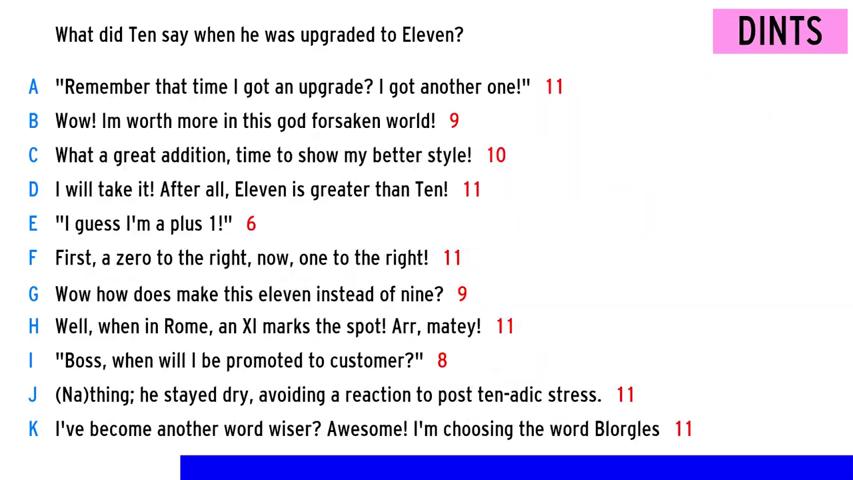 What did Ten say when he was upgraded to Eleven?
DINTS
A "Remember that time I got an upgrade? I got another one!" 11
B Wow! Im worth more in this god forsaken world! 9
C What a great addition, time to show my better style! 10
D I will take it! After all, Eleven is greater than Ten! 11
E "I guess I'm a plus 1!" 6
F First, a zero to the right, now, one to the right! 11
G Wow how does make this eleven instead of nine? 9
H Well, when in Rome, an XI marks the spot! Arr, matey! 11
I "Boss, when will I be promoted to customer?" 8
J (Na)thing; he stayed dry, avoiding a reaction to post ten-adic stress. 11
K I've become another word wiser? Awesome! I'm choosing the word Blorgles 11